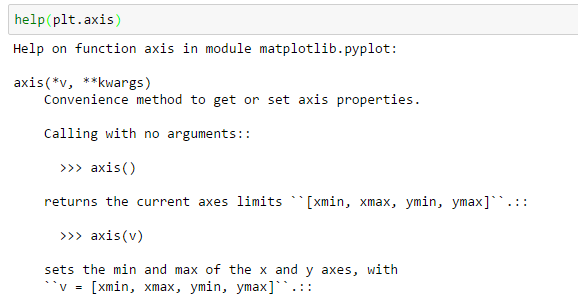 help(plt.axis)
Help on function axis in module matplotlib.pyplot:
axis(*v, **kwargs)
Convenience method to get or set axis properties.
Calling with no arguments::
>>> axis()
returns the current axes limits ``[xmin, xmax, ymin, ymax]``.::
>>> axis(v)
sets the min and max of the x and y axes, with
``v = [xmin, xmax, ymin, ymax]``.::